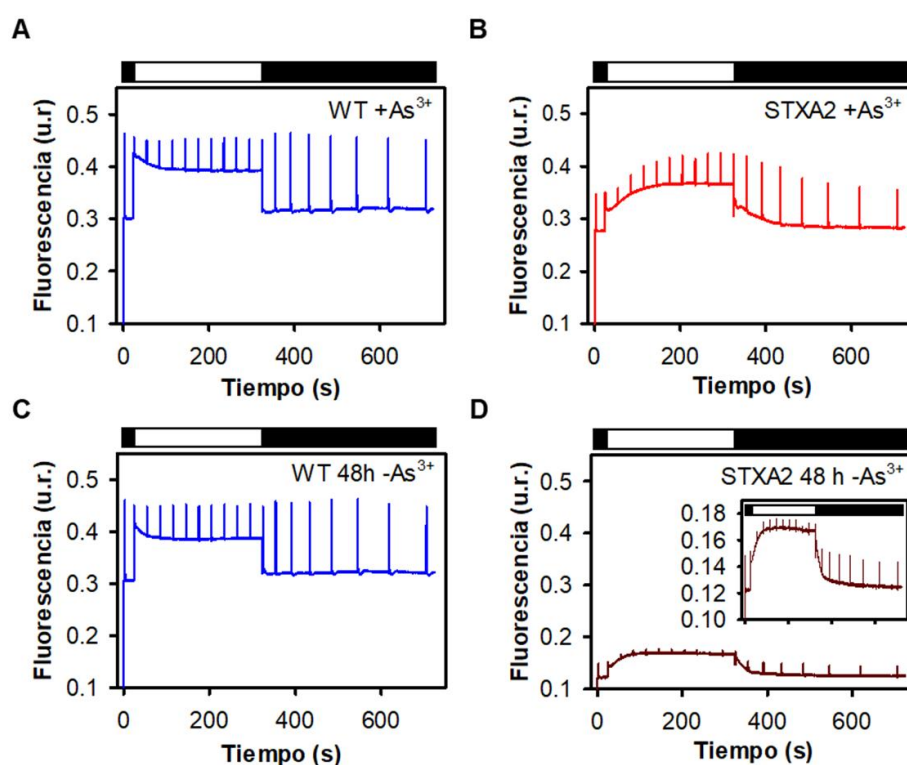 A
WT +As³⁺
Fluorescencia (u.r)
0.5
0.4
0.3
0.2
0.1
0 200 400 600
Tiempo (s)
B
STXA2 +As³⁺
Fluorescencia (u.r.)
0.5
0.4
0.3
0.2
0.1
0 200 400 600
Tiempo (s)
C
WT 48h -As³⁺
Fluorescencia (u.r.)
0.5
0.4
0.3
0.2
0.1
0 200 400 600
Tiempo (s)
D
STXA2 48 h -As³⁺
Fluorescencia (u.r.)
0.5
0.4
0.3
0.2
0.1
0.18
0.16
0.14
0.12
0.10
0 200 400 600
Tiempo (s)